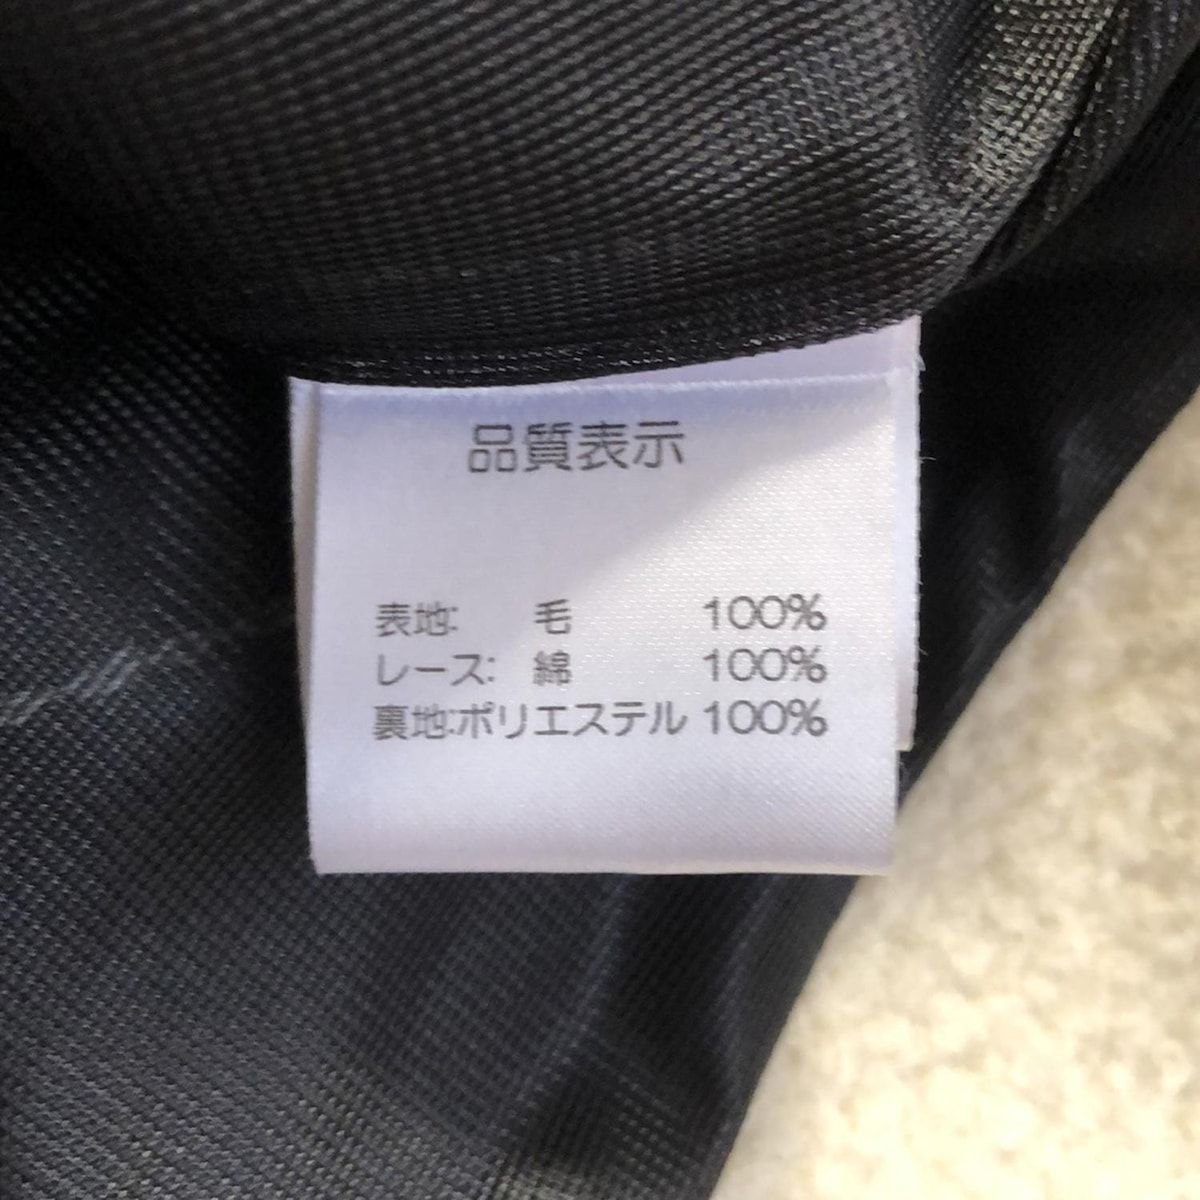 品質表示
表地: 毛 100%
レース: 綿 100%
裏地:ポリエステル 100%